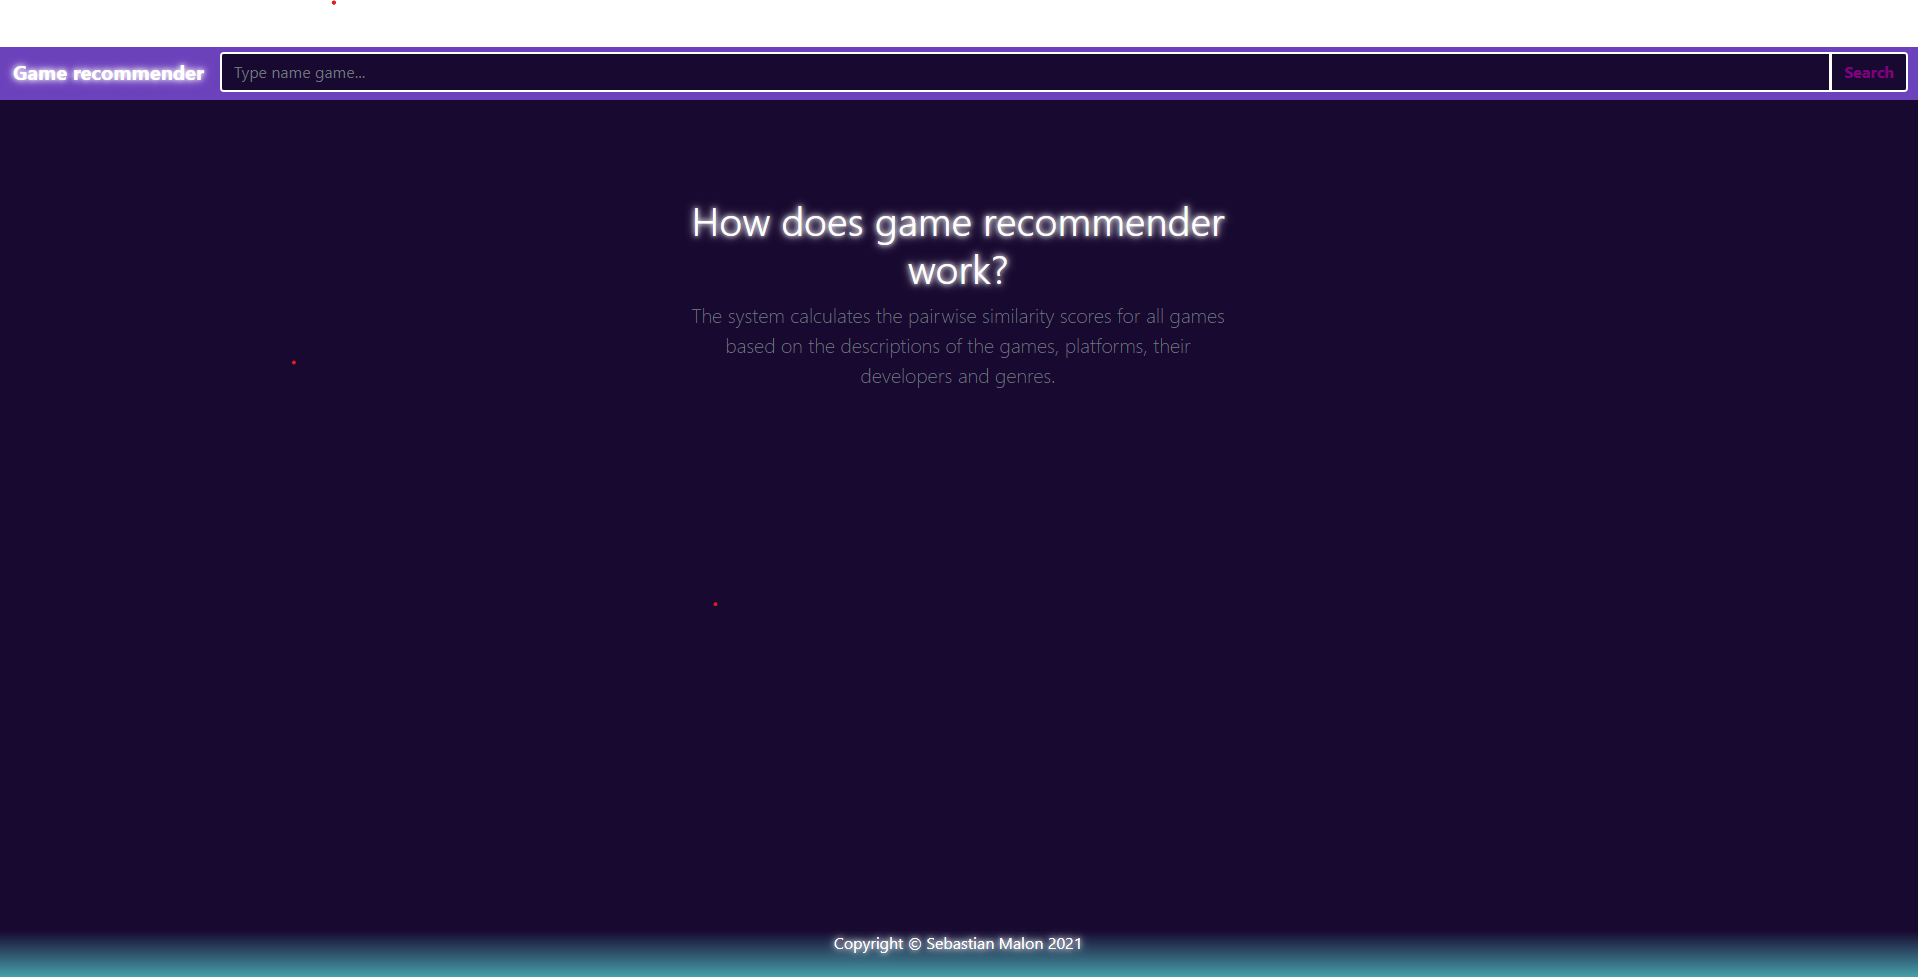 Game recommender
Type name game...
Search
How does game recommender
work?
The system calculates the pairwise similarity scores for all games
based on the descriptions of the games, platforms, their
developers and genres.
Copyright © Sebastian Malon 2021